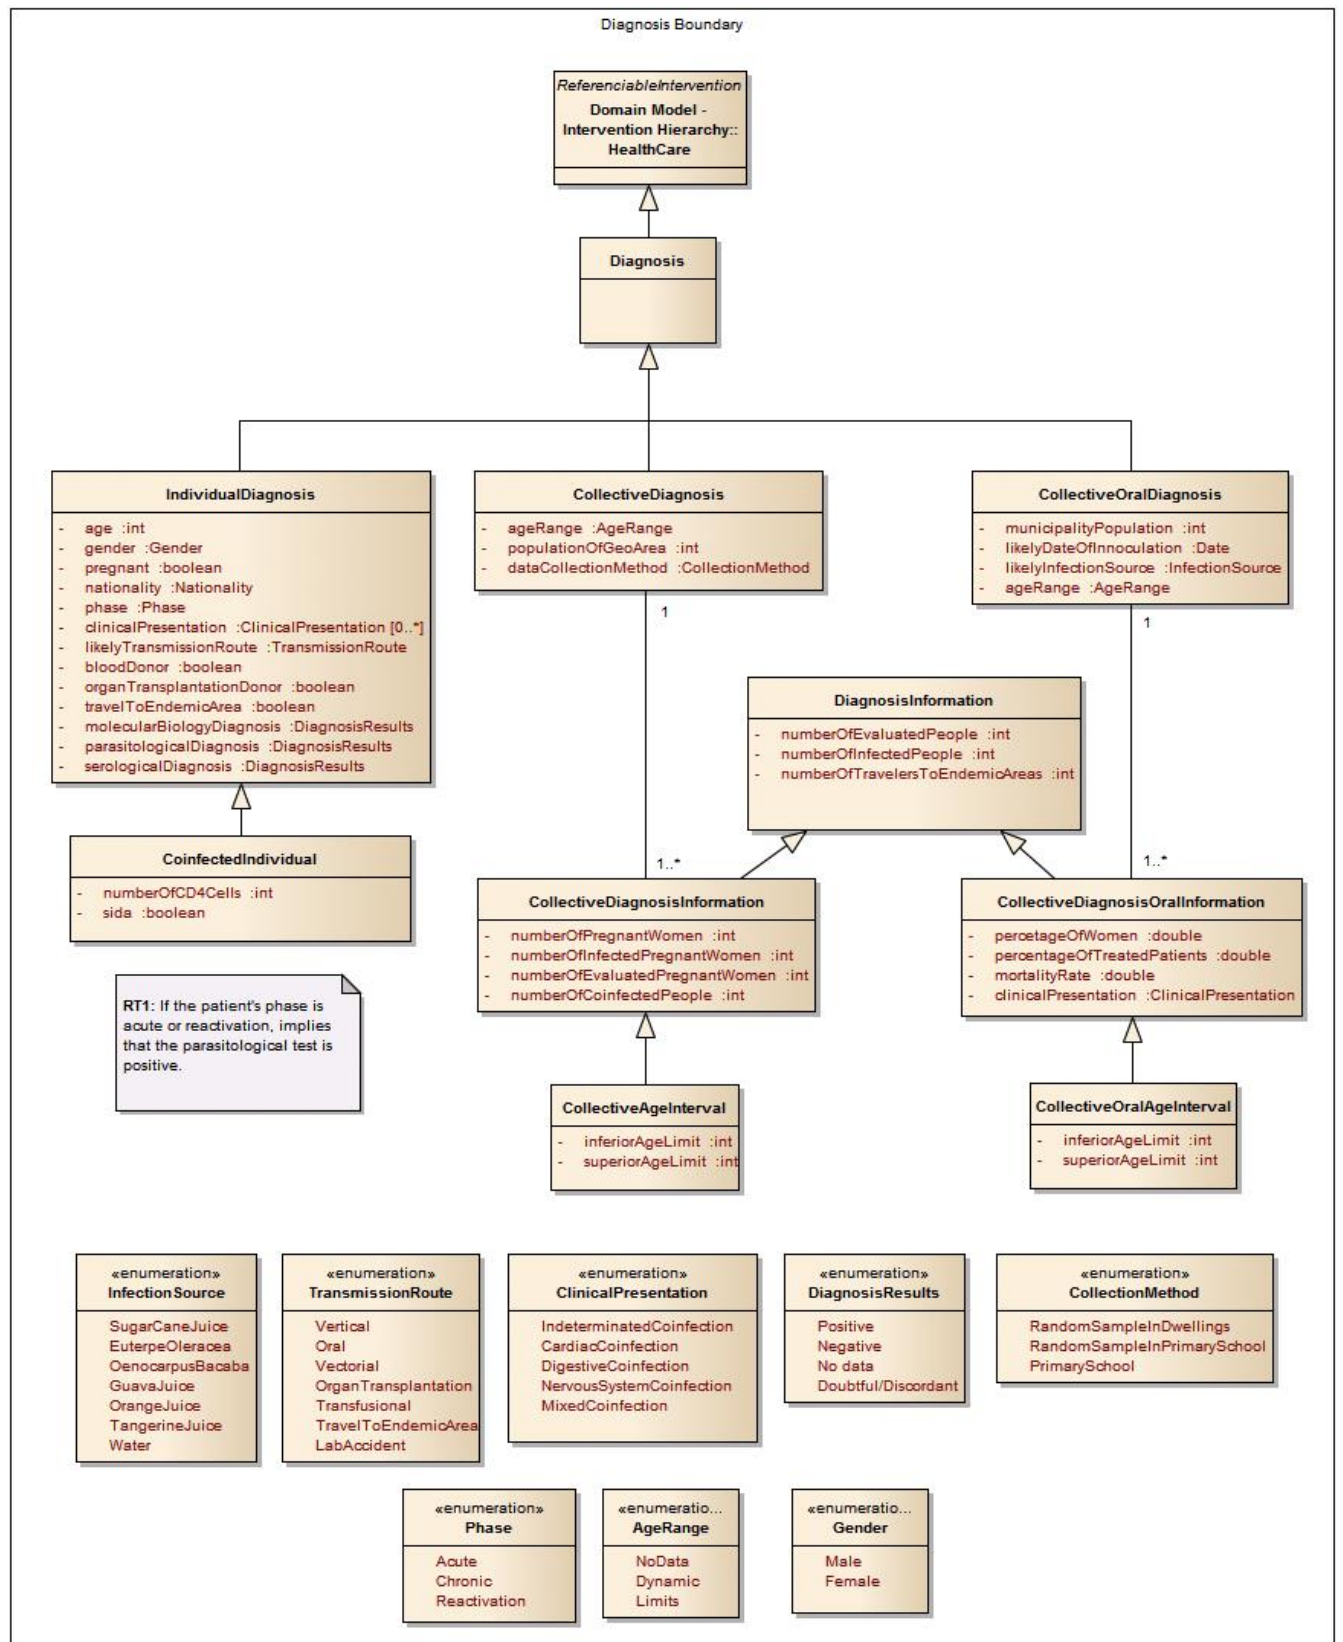 Diagnosis Boundary
ReferenciableIntervention
Domain Model -
Intervention Hierarchy::
HealthCare
Diagnosis
IndividualDiagnosis
- age :int
- gender :Gender
- pregnant :boolean
- nationality :Nationality
- phase :Phase
- clinicalPresentation :ClinicalPresentation [0..*]
- likelyTransmissionRoute :TransmissionRoute
- bloodDonor :boolean
- organTransplantationDonor :boolean
- travelToEndemicArea :boolean
- molecularBiologyDiagnosis :DiagnosisResults
- parasitologicalDiagnosis :DiagnosisResults
- serologicalDiagnosis :DiagnosisResults
CollectiveDiagnosis
- ageRange :AgeRange
- populationOfGeoArea :int
- dataCollectionMethod :CollectionMethod
1
CollectiveOralDiagnosis
- municipalityPopulation :int
- likelyDateOfInnoculation :Date
- likelyInfectionSource :InfectionSource
- ageRange :AgeRange
1
DiagnosisInformation
- numberOfEvaluatedPeople :int
- numberOfInfectedPeople :int
- numberOfTravelersToEndemicAreas :int
CoinfectedIndividual
- numberOfCD4Cells :int
- sida :boolean
1..*
CollectiveDiagnosisInformation
- numberOfPregnantWomen :int
- numberOfInfectedPregnantWomen :int
- numberOfEvaluatedPregnantWomen :int
- numberOfCoinfectedPeople :int
1..*
CollectiveDiagnosisOralInformation
- percetageOfWomen :double
- percentageOfTreatedPatients :double
- mortalityRate :double
- clinicalPresentation :ClinicalPresentation
RT1: If the patient's phase is
acute or reactivation, implies
that the parasitological test is
positive.
CollectiveAgeInterval
- inferiorAgeLimit :int
- superiorAgeLimit :int
CollectiveOralAgeInterval
- inferiorAgeLimit :int
- superiorAgeLimit :int
«enumeration»
InfectionSource
SugarCaneJuice
EuterpeOleracea
OenocarpusBacaba
GuavaJuice
OrangeJuice
TangerineJuice
Water
«enumeration»
TransmissionRoute
Vertical
Oral
Vectorial
OrganTransplantation
Transfusional
TravelToEndemicArea
LabAccident
«enumeration»
ClinicalPresentation
IndeterminatedCoinfection
CardiacCoinfection
DigestiveCoinfection
NervousSystemCoinfection
MixedCoinfection
«enumeration»
DiagnosisResults
Positive
Negative
No data
Doubtful/Discordant
«enumeration»
CollectionMethod
RandomSampleInDwellings
RandomSampleInPrimarySchool
PrimarySchool
«enumeration»
Phase
Acute
Chronic
Reactivation
«enumeratio...
AgeRange
NoData
Dynamic
Limits
«enumeratio...
Gender
Male
Female